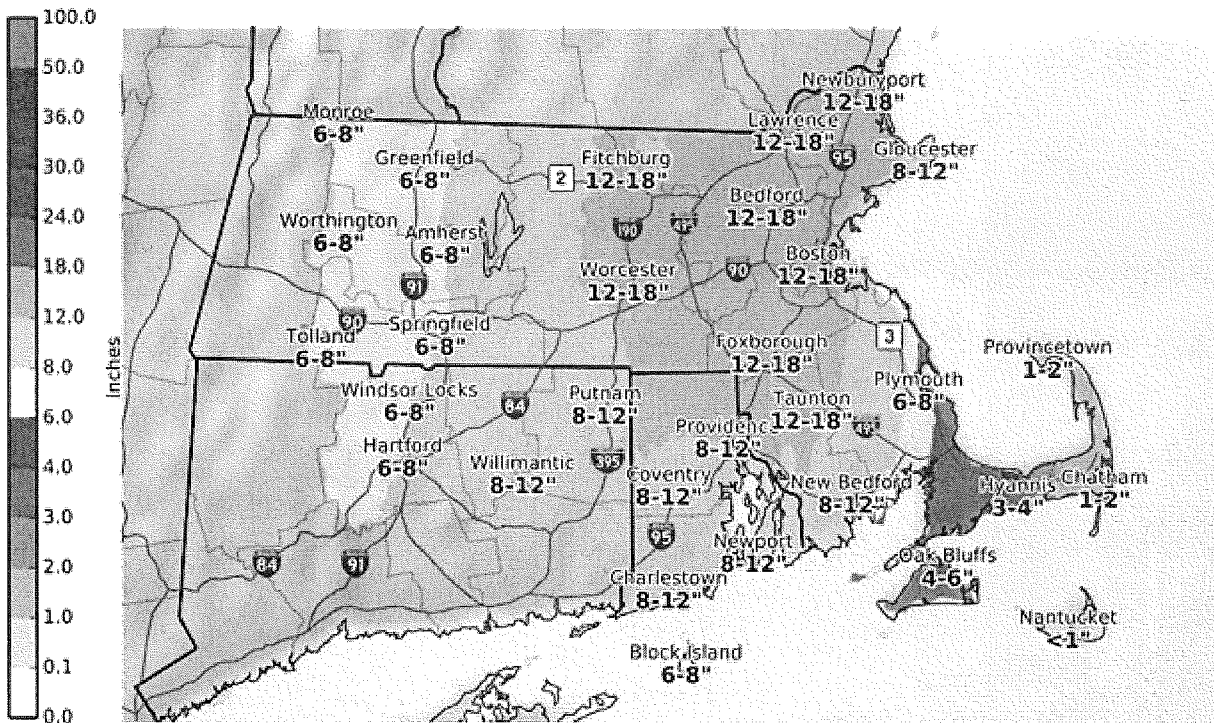 100.0
50.0
36.0
30.0
24.0
18.0
12.0
8.0
6.0
4.0
3.0
2.0
1.0
0.1
0.0
Inches
Newburyport
12-18"
Monroe
6-8"
Lawrence
12-18"
95
Gloucester
8-12"
Greenfield
6-8"
2
Fitchburg
12-18"
Bedford
12-18"
Worthington
6-8"
Amherst
6-8"
190
495
Boston
12-18"
Worcester
12-18"
90
91
90
Tolland
6-8"
Springfield
6-8"
3
Foxborough
12-18"
Provincetown
1-2"
Windsor Locks
6-8"
84
Putnam
8-12"
Plymouth
6-8"
Taunton
12-18"
495
Providence
8-12"
Hartford
6-8"
Willimantic
8-12"
395
Coventry
8-12"
New Bedford
8-12"
Hyannis
3-4"
Chatham
1-2"
95
Newport
8-12"
84
91
Oak Bluffs
4-6"
Charlestown
8-12"
Nantucket
1"
Block Island
6-8"